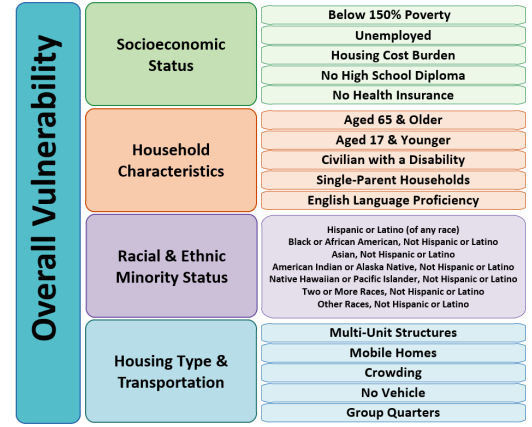 Overall Vulnerability
Socioeconomic
Status
Below 150% Poverty
Unemployed
Housing Cost Burden
No High School Diploma
No Health Insurance
Household
Characteristics
Aged 65 & Older
Aged 17 & Younger
Civilian with a Disability
Single-Parent Households
English Language Proficiency
Racial & Ethnic
Minority Status
Hispanic or Latino (of any race)
Black or African American, Not Hispanic or Latino
Asian, Not Hispanic or Latino
American Indian or Alaska Native, Not Hispanic or Latino
Native Hawaiian or Pacific Islander, Not Hispanic or Latino
Two or More Races, Not Hispanic or Latino
Other Races, Not Hispanic or Latino
Housing Type &
Transportation
Multi-Unit Structures
Mobile Homes
Crowding
No Vehicle
Group Quarters